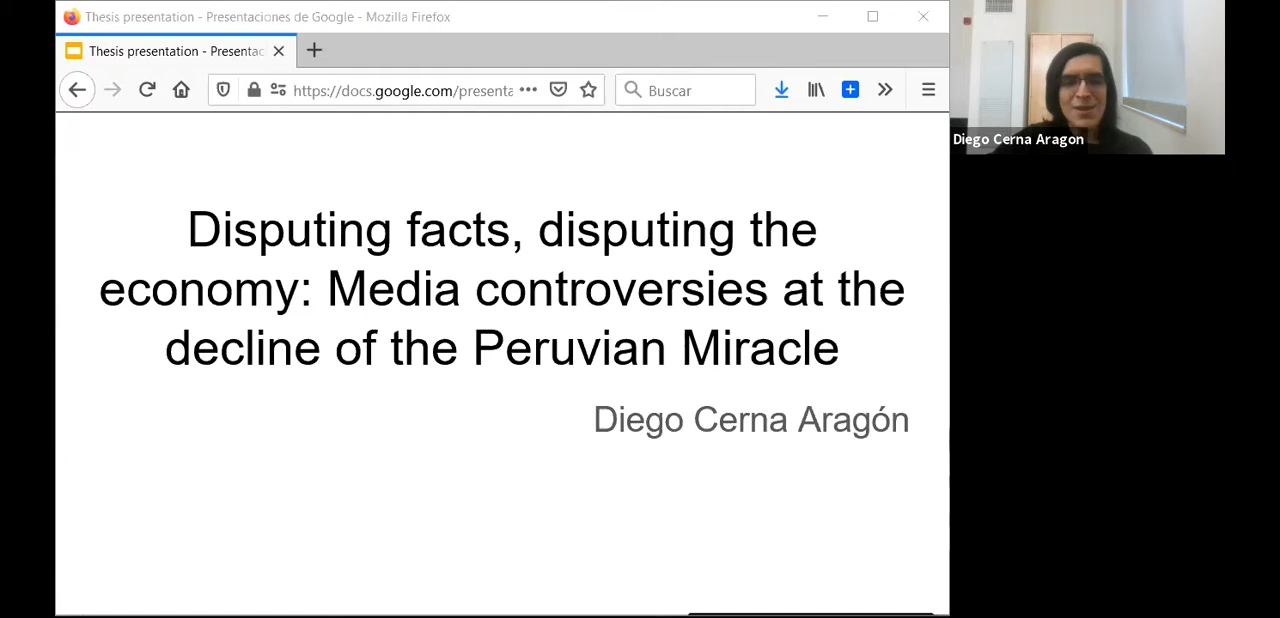 Thesis presentation - Presentaciones de Google - Mozilla Firefox
Thesis presentation - Presentac
https://docs.google.com/presenta
Buscar
Diego Cerna Aragon
Disputing facts, disputing the
economy: Media controversies at the
decline of the Peruvian Miracle
Diego Cerna Aragón